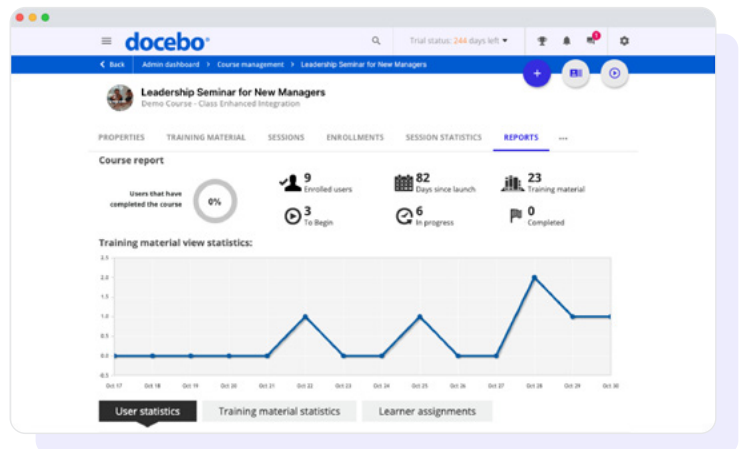 docebo
Trial status: 244 days left
1
Back Admin dashboard > Course management > Leadership Seminar for New Managers
Leadership Seminar for New Managers
Demo Course - Class Enhanced Integration
PROPERTIES TRAINING MATERIAL SESSIONS ENROLLMENTS SESSION STATISTICS REPORTS ...
Course report
Users that have
completed the course
0%
9
Enrolled users
82
Days since launch
23
Training material
3
To Begin
6
In progress
0
Completed
Training material view statistics:
2.5
2.0
1.5
1.0
0.5
0.0
-0.5
Oct 17 Oct 18 Oct 19 Oct 20 Oct 21 Oct 22 Oct 23 Oct 24 Oct 25 Oct 26 Oct 27 Oct 28 Oct 29 Oct 30
User statistics Training material statistics Learner assignments